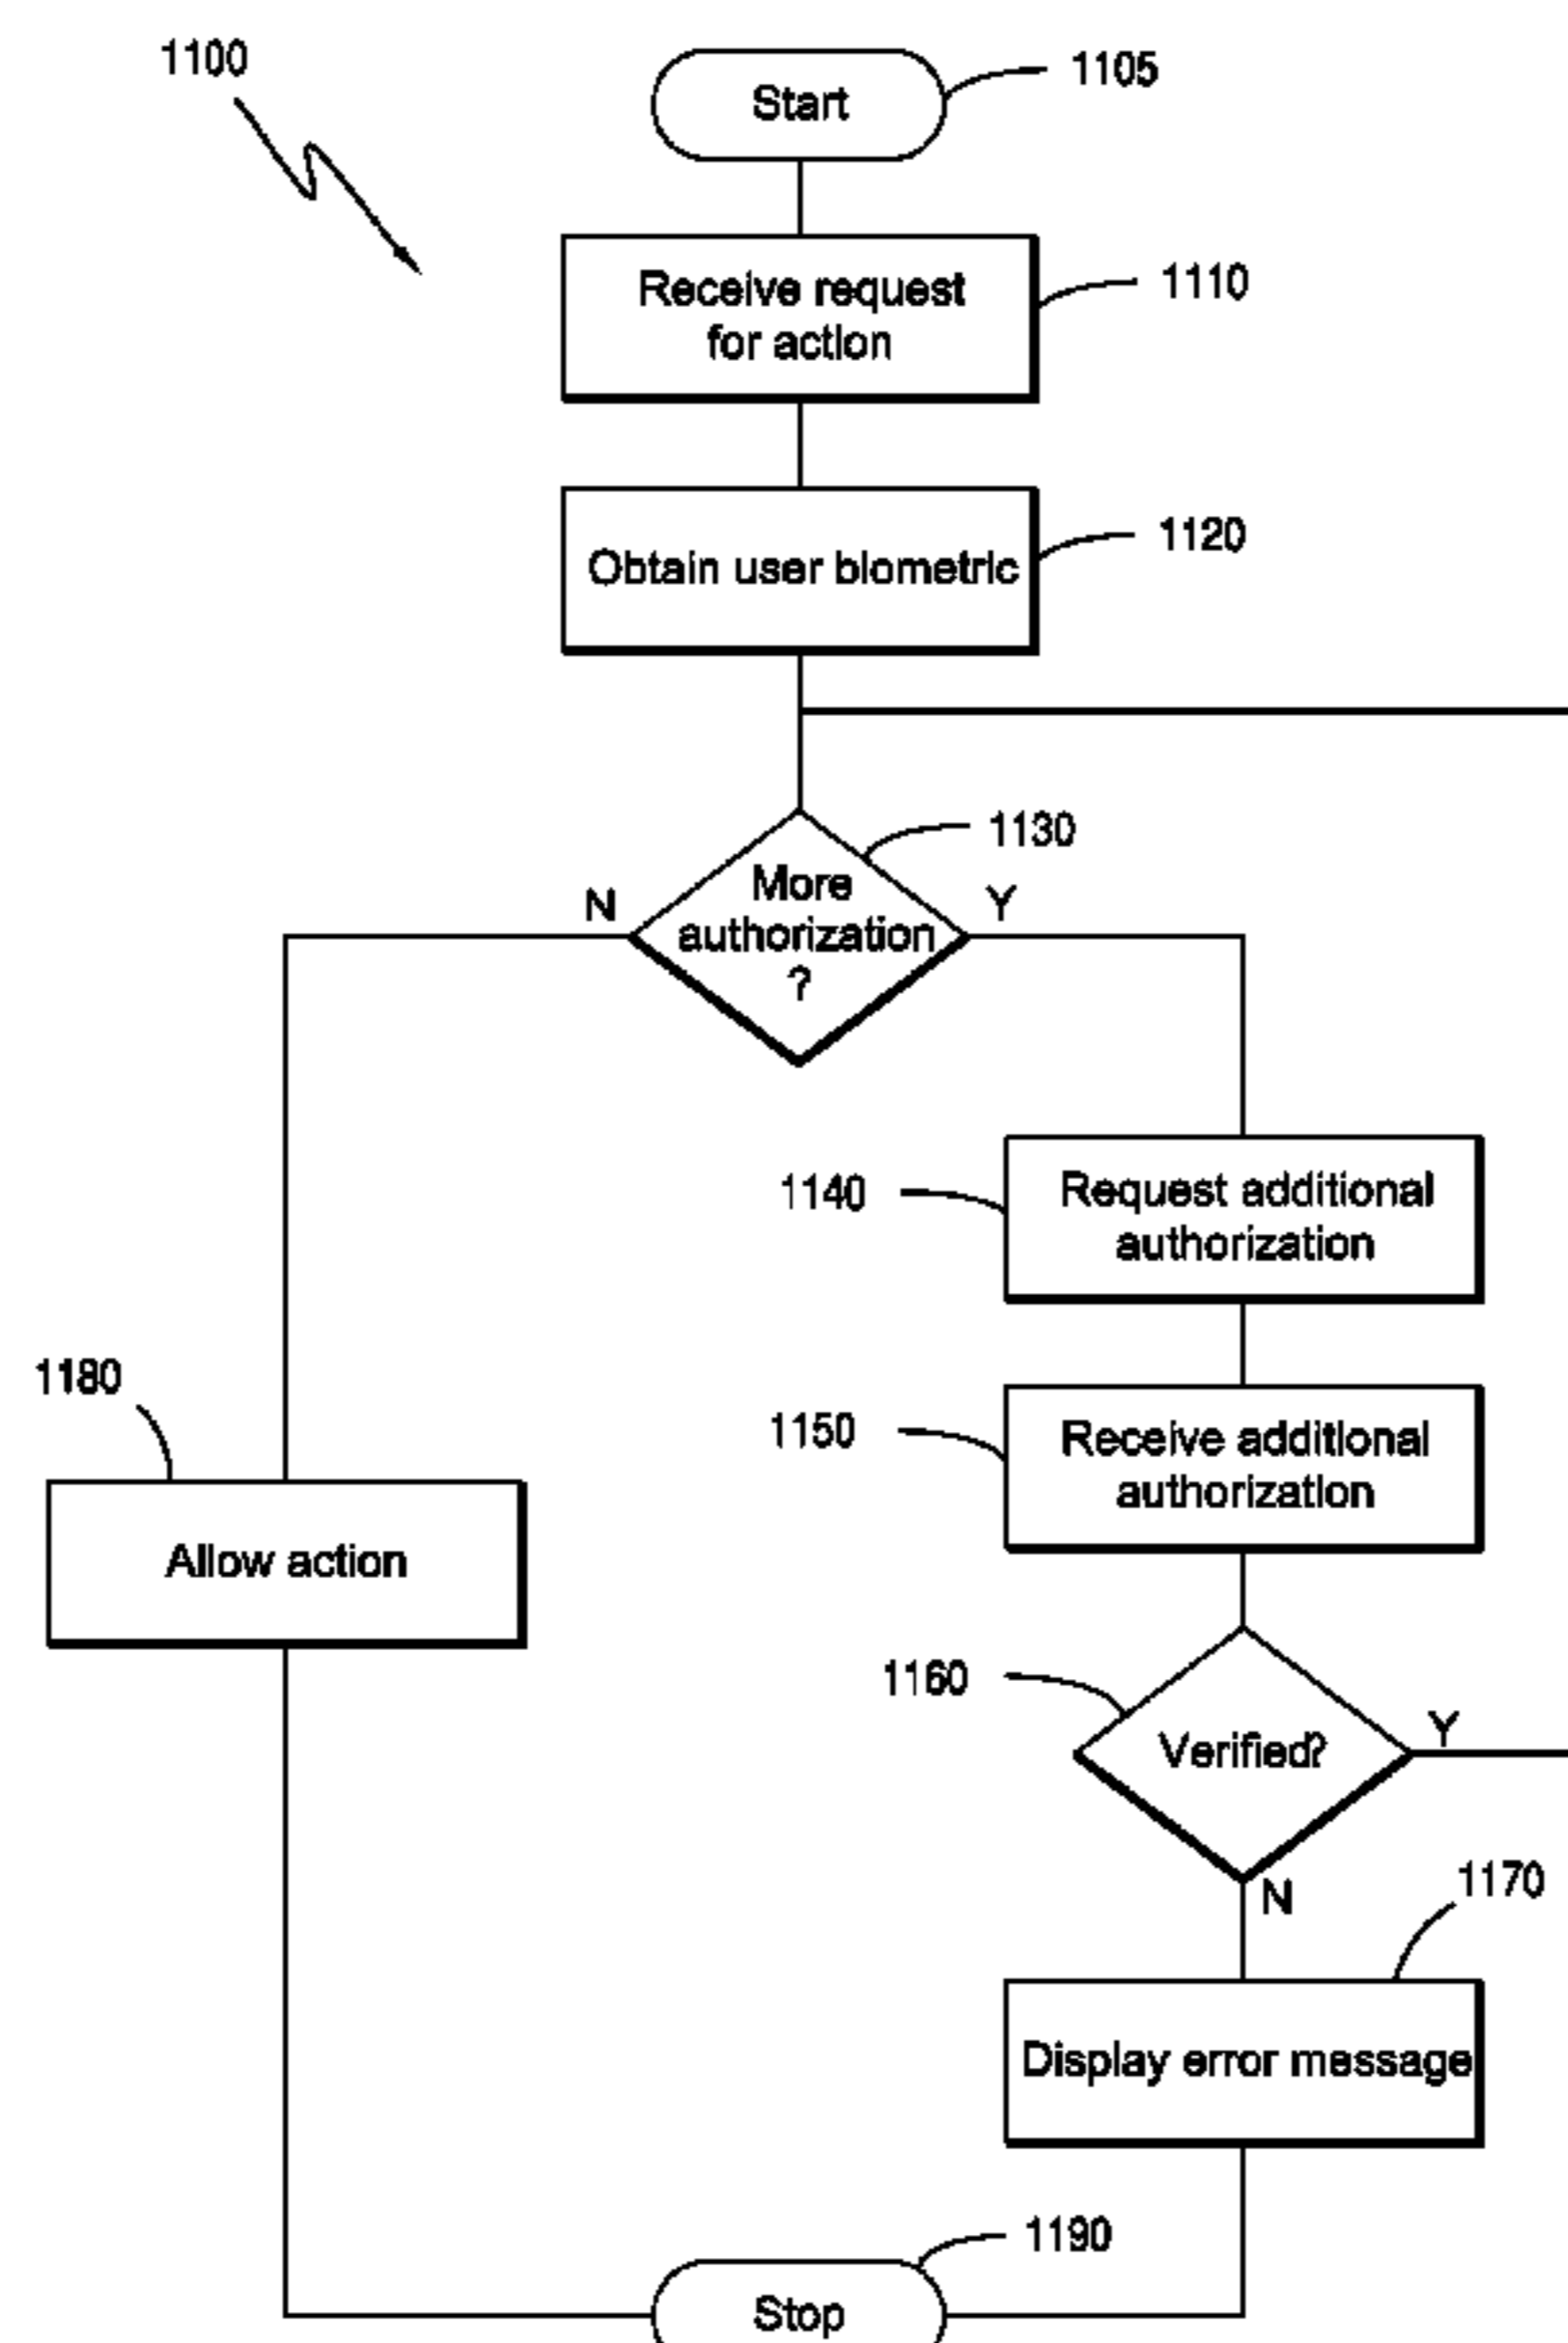 1100
Start
1105
Receive request
for action
1110
Obtain user biometric
1120
1130
N
More
authorization
?
Y
1140
Request additional
authorization
1180
1150
Receive additional
authorization
Allow action
1160
Verified?
Y
N
1170
Display error message
1190
Stop